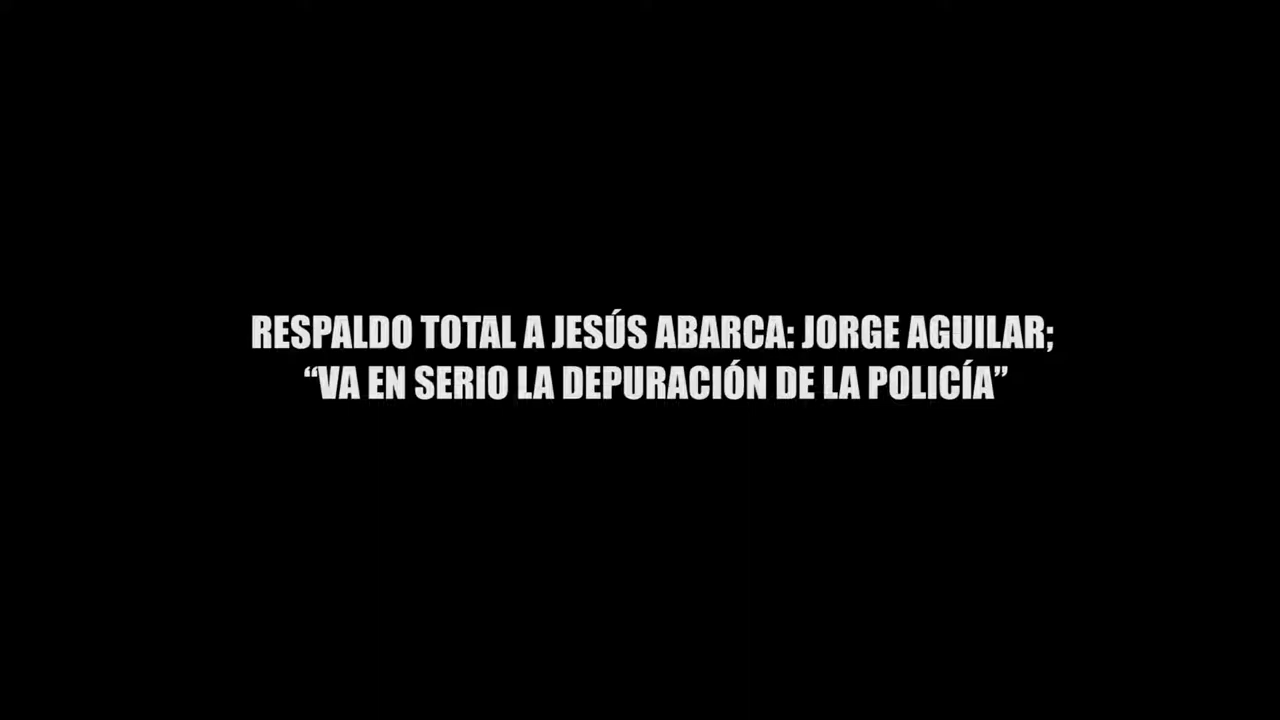 RESPALDO TOTAL A JESÚS ABARCA: JORGE AGUILAR;
“VA EN SERIO LA DEPURACIÓN DE LA POLICÍA”